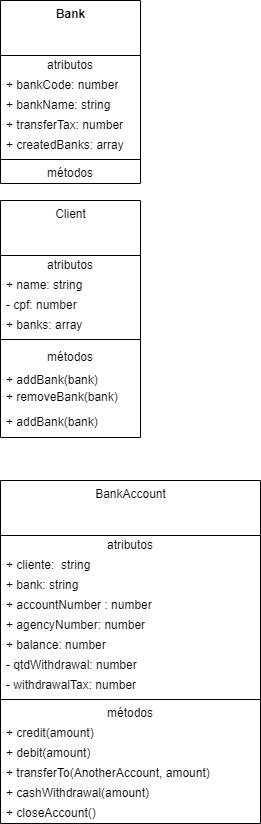 Bank
atributos
+ bankCode: number
+ bankName: string
+ transferTax: number
+ createdBanks: array
métodos
Client
atributos
+ name: string
- cpf: number
+ banks: array
métodos
+ addBank(bank)
+ removeBank(bank)
+ addBank(bank)
BankAccount
atributos
+ cliente:  string
+ bank: string
+ accountNumber : number
+ agencyNumber: number
+ balance: number
- qtdWithdrawal: number
- withdrawalTax: number
métodos
+ credit(amount)
+ debit(amount)
+ transferTo(AnotherAccount, amount)
+ cashWithdrawal(amount)
+ closeAccount()